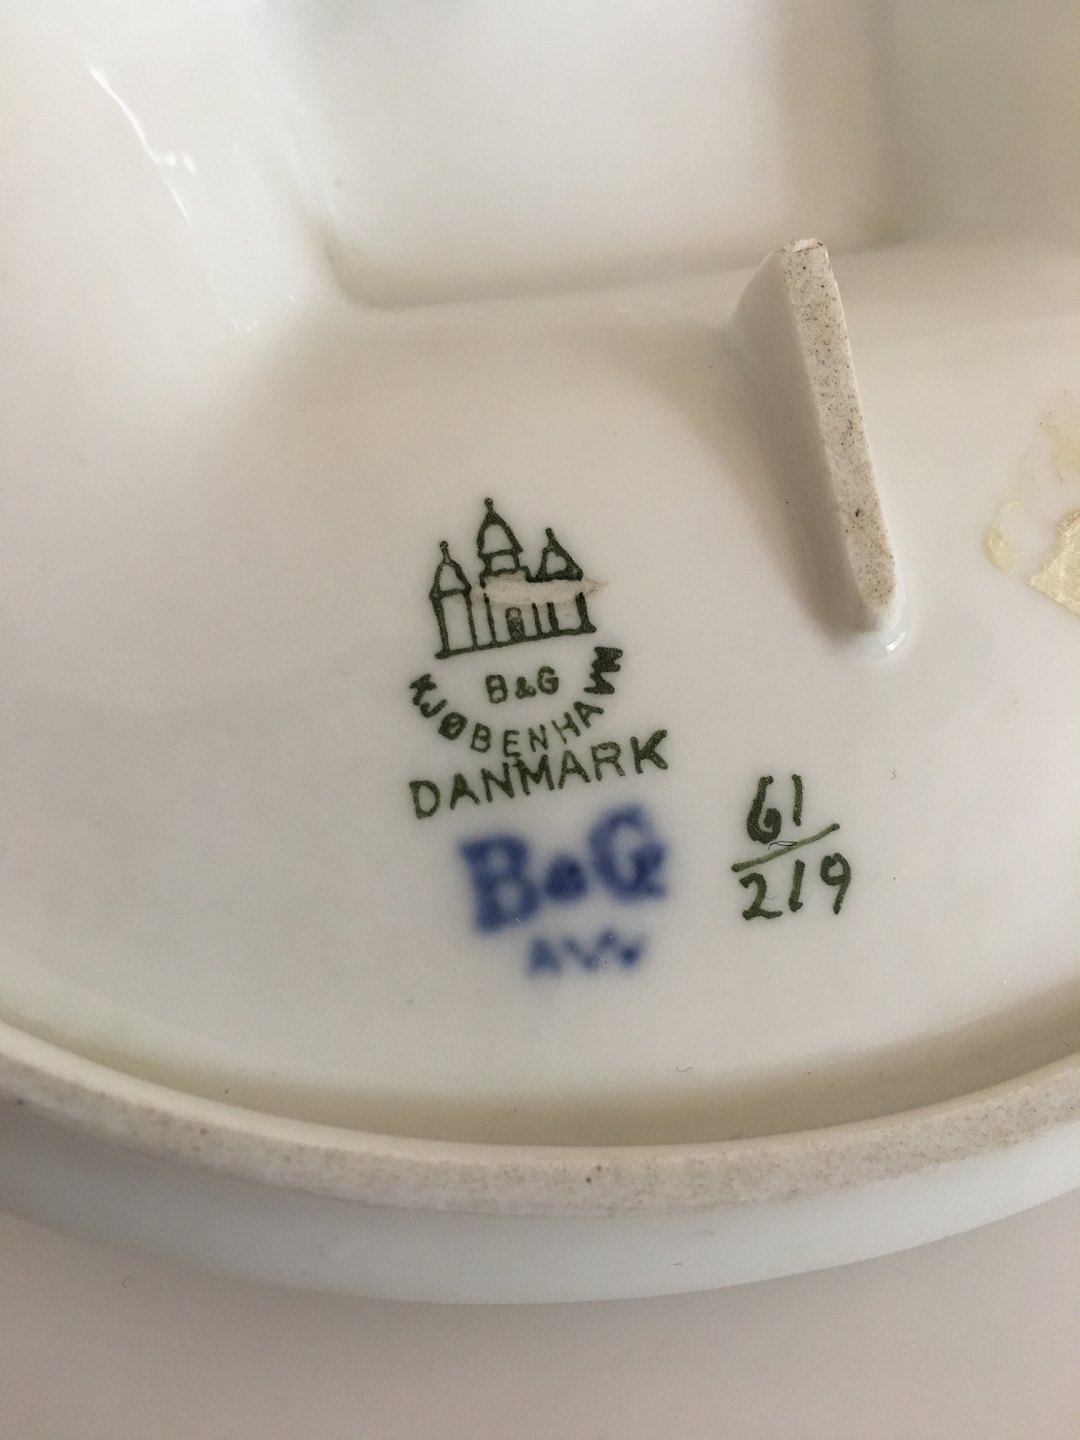 B&G
KJØBENHAVN
DANMARK
B&G
61
219